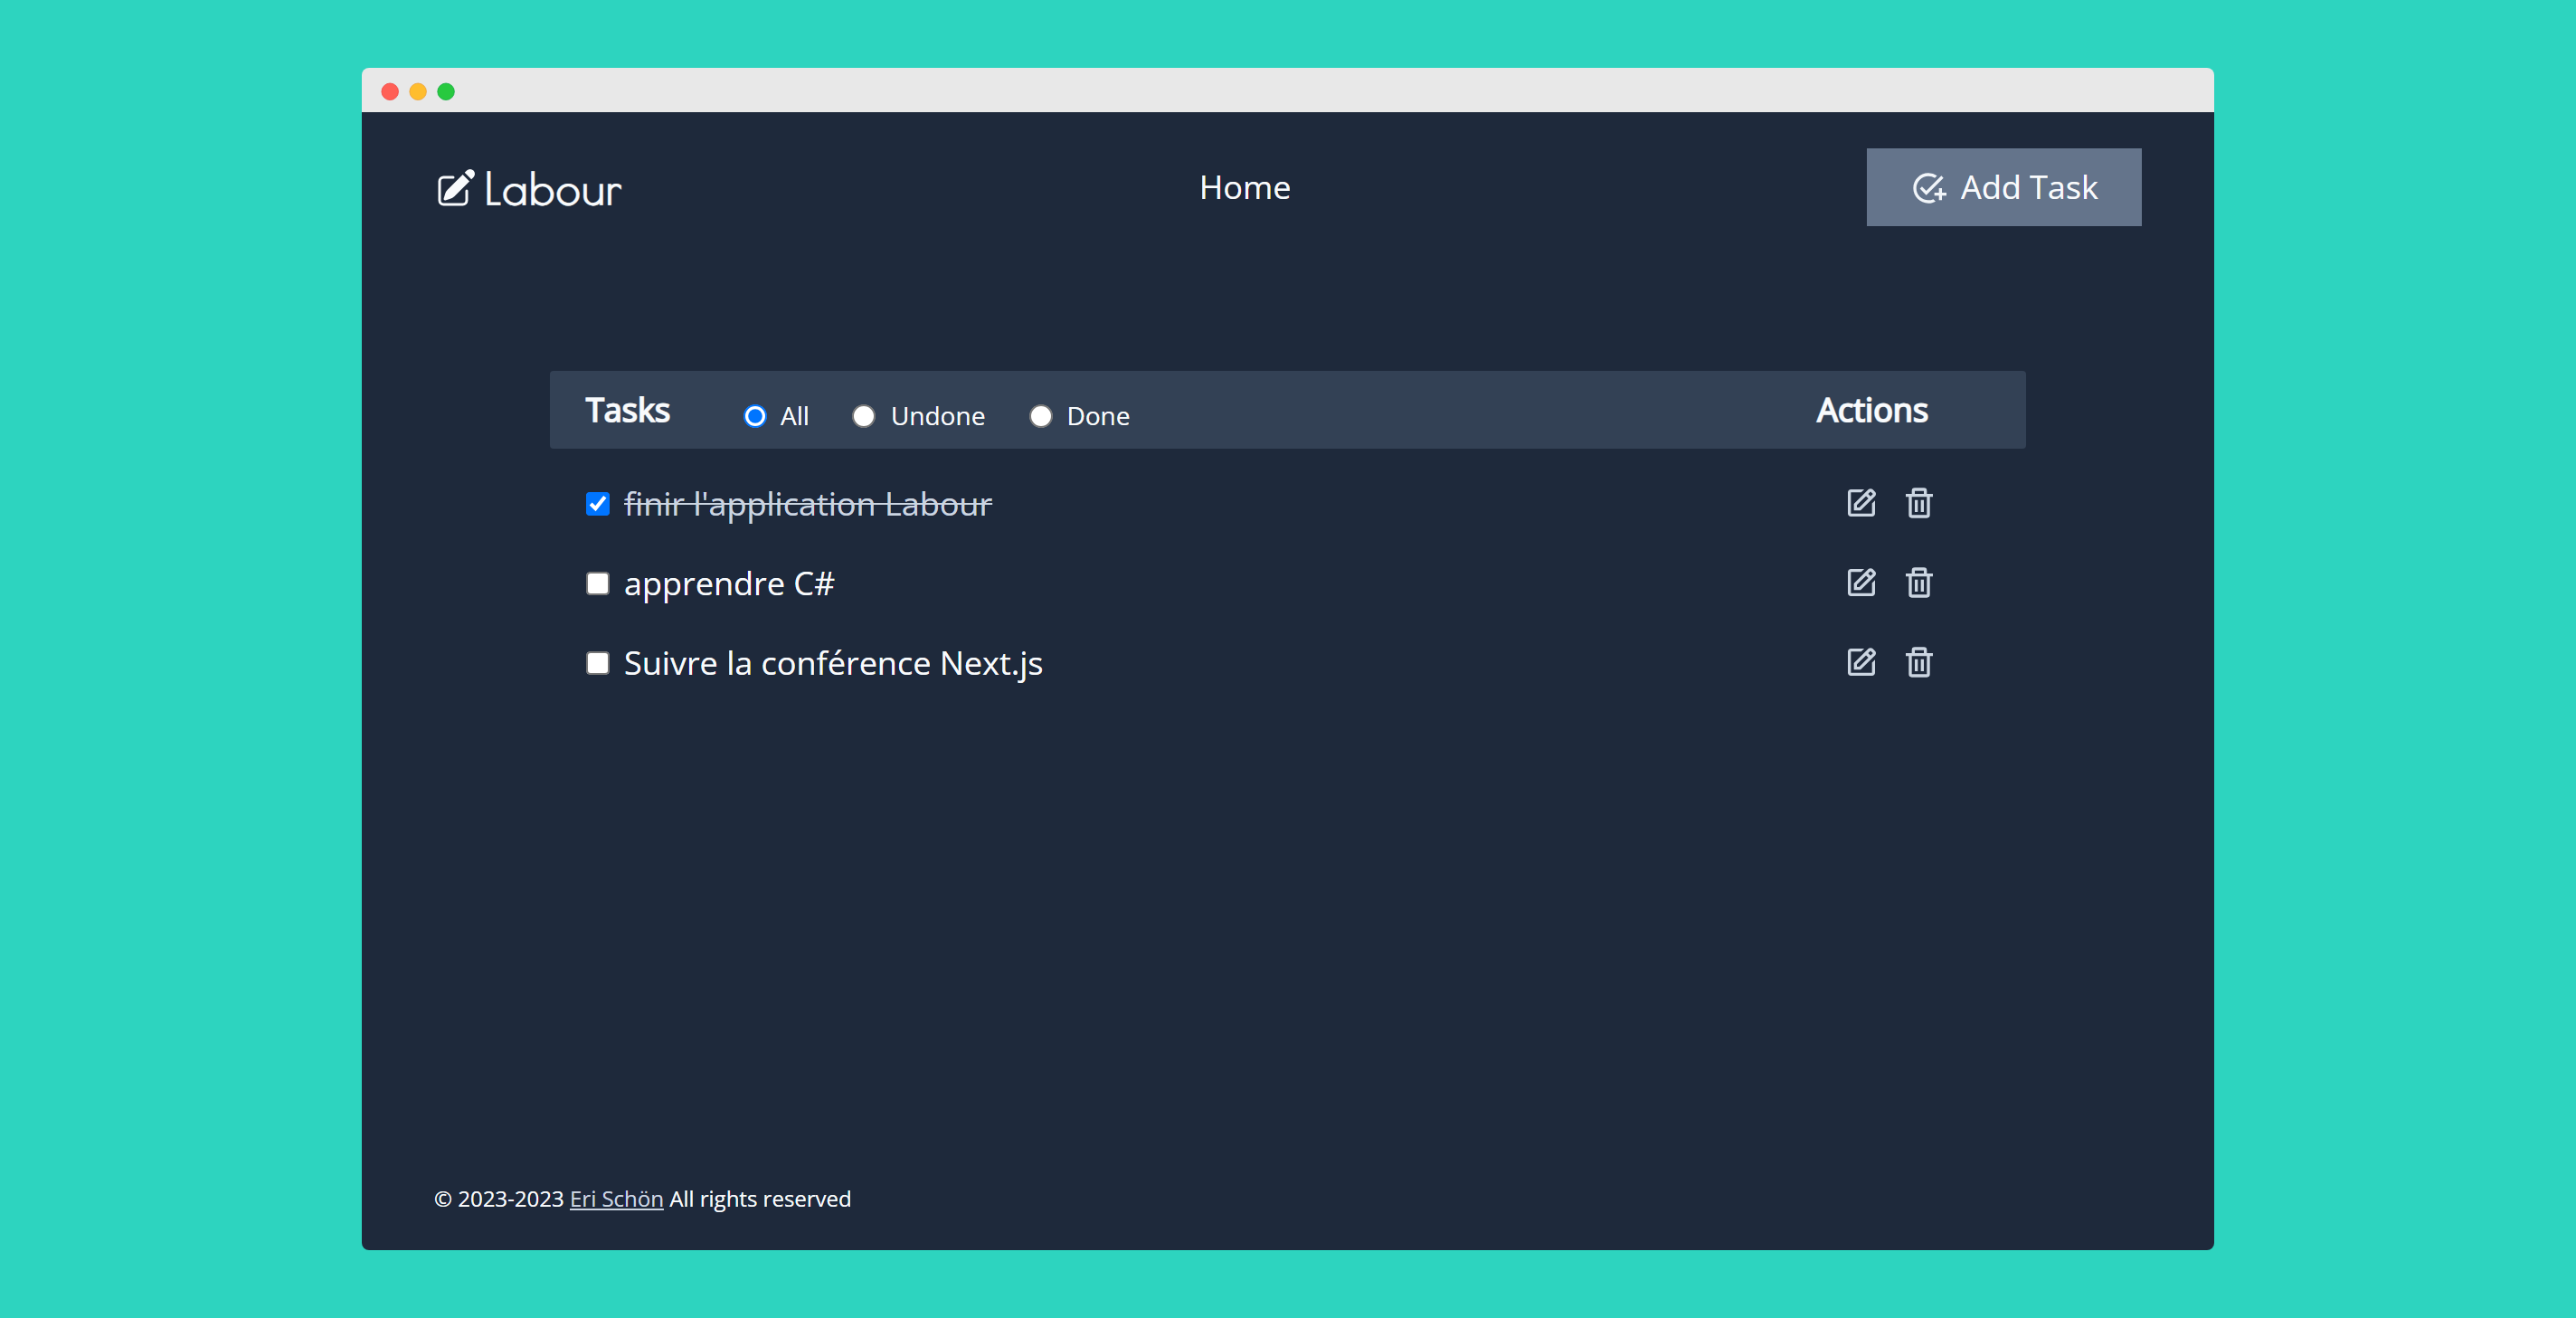 Labour
Home
Add Task
Tasks All Undone Done Actions
finir l'application Labour
apprendre C#
Suivre la conférence Next.js
© 2023-2023 Eri Schön All rights reserved